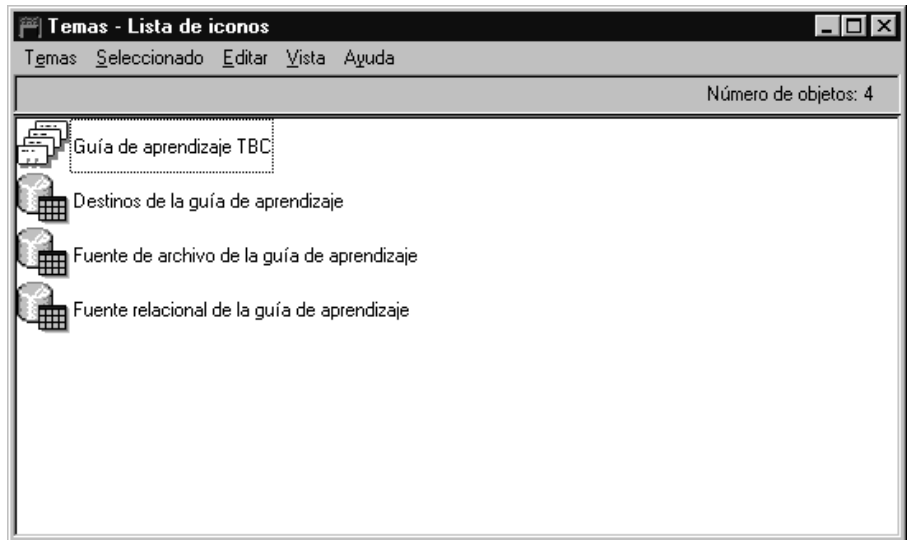 Temas - Lista de iconos
Temas Seleccionado Editar Vista Ayuda
Número de objetos: 4
Guía de aprendizaje TBC
Destinos de la guía de aprendizaje
Fuente de archivo de la guía de aprendizaje
Fuente relacional de la guía de aprendizaje